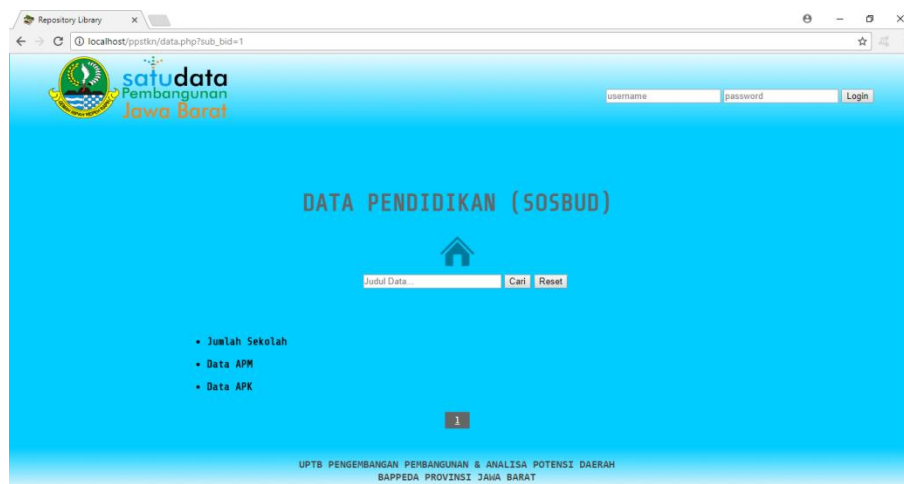 Repository Library
localhost/ppstkn/data.php?sub_bid=1
satudata
Pembangunan
Jawa Barat
username password Login
DATA PENDIDIKAN (SOSBUD)
Judul Data... Cari Reset
• Jumlah Sekolah
• Data APM
• Data APK
1
UPTB PENGEMBANGAN PEMBANGUNAN & ANALISA POTENSI DAERAH
BAPPEDA PROVINSI JAWA BARAT